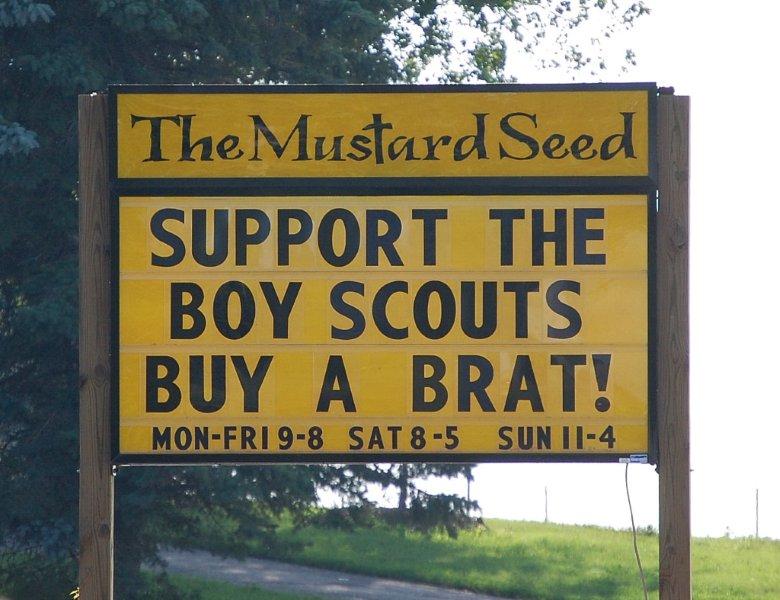 The Mustard Seed
SUPPORT THE
BOY SCOUTS
BUY A BRAT!
MON-FRI 9-8 SAT 8-5 SUN 11-4